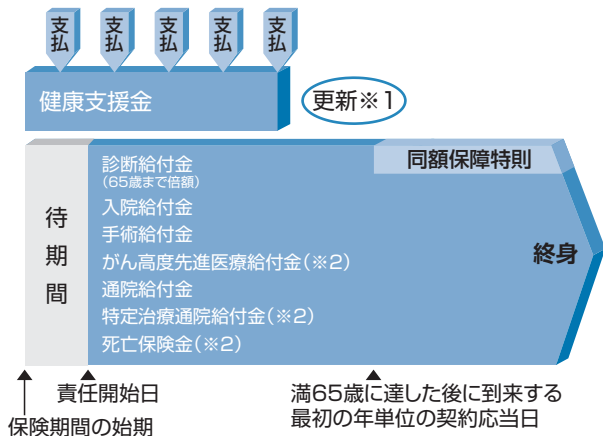 支払 支払 支払 支払 支払
健康支援金
更新※1
同額保障特則
待期間
診断給付金
(65歳まで倍額)
入院給付金
手術給付金
がん高度先進医療給付金(※2)
通院給付金
特定治療通院給付金(※2)
死亡保険金(※2)
終身
責任開始日
保険期間の始期
満65歳に達した後に到来する
最初の年単位の契約応当日